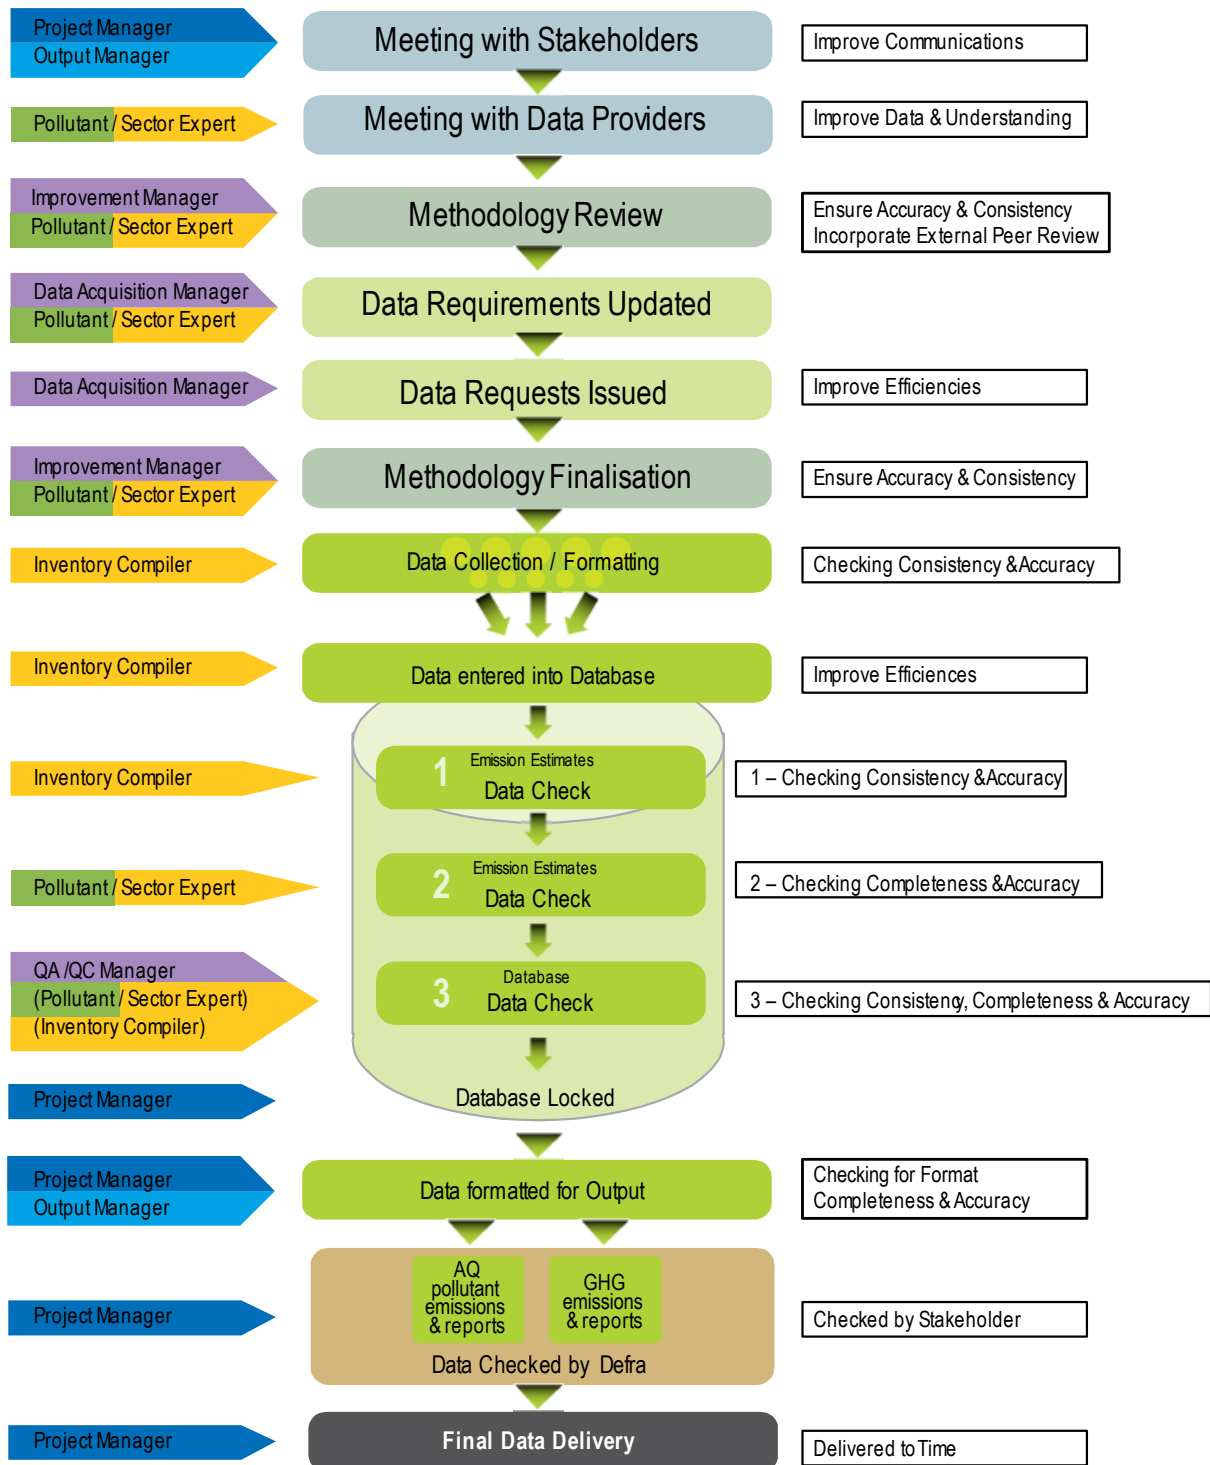 Project Manager
Output Manager
Meeting with Stakeholders
Improve Communications
Pollutant / Sector Expert
Meeting with Data Providers
Improve Data & Understanding
Improvement Manager
Pollutant / Sector Expert
Methodology Review
Ensure Accuracy & Consistency
Incorporate External Peer Review
Data Acquisition Manager
Pollutant / Sector Expert
Data Requirements Updated
Data Acquisition Manager
Data Requests Issued
Improve Efficiencies
Improvement Manager
Pollutant / Sector Expert
Methodology Finalisation
Ensure Accuracy & Consistency
Inventory Compiler
Data Collection / Formatting
Checking Consistency & Accuracy
Inventory Compiler
Data entered into Database
Improve Efficiences
Inventory Compiler
1
Emission Estimates
Data Check
1 – Checking Consistency & Accuracy
Pollutant / Sector Expert
2
Emission Estimates
Data Check
2 – Checking Completeness & Accuracy
QA /QC Manager
(Pollutant / Sector Expert)
(Inventory Compiler)
3
Database
Data Check
3 – Checking Consistency, Completeness & Accuracy
Project Manager
Database Locked
Project Manager
Output Manager
Data formatted for Output
Checking for Format
Completeness & Accuracy
Project Manager
AQ
pollutant
emissions
& reports
GHG
emissions
& reports
Data Checked by Defra
Checked by Stakeholder
Project Manager
Final Data Delivery
Delivered to Time